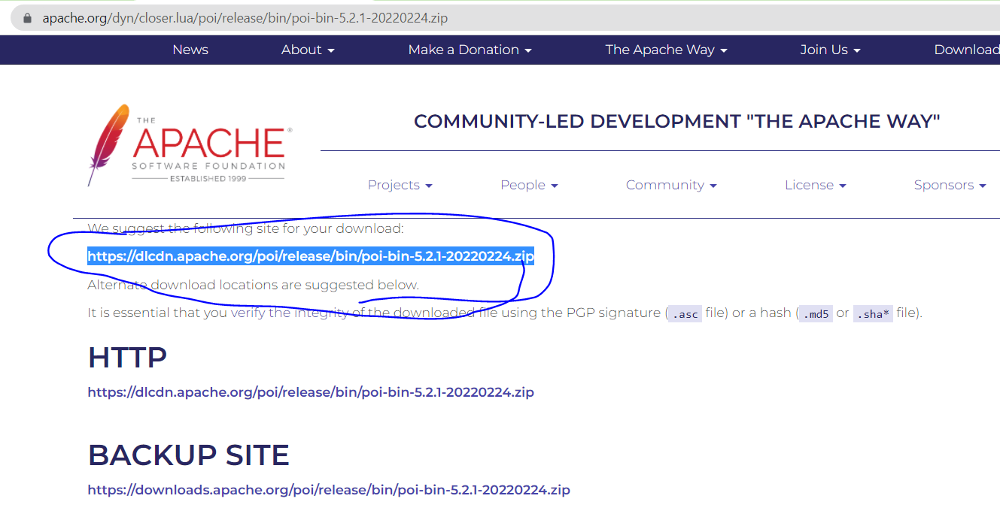 apache.org/dyn/closer.lua/poi/release/bin/poi-bin-5.2.1-20220224.zip
News About Make a Donation The Apache Way Join Us Download
THE
APACHE®
SOFTWARE FOUNDATION
ESTABLISHED 1999
COMMUNITY-LED DEVELOPMENT "THE APACHE WAY"
Projects People Community License Sponsors
We suggest the following site for your download:
https://dlcdn.apache.org/poi/release/bin/poi-bin-5.2.1-20220224.zip
Alternate download locations are suggested below.
It is essential that you verify the integrity of the downloaded file using the PGP signature ( .asc file) or a hash ( .md5 or .sha* file).
HTTP
https://dlcdn.apache.org/poi/release/bin/poi-bin-5.2.1-20220224.zip
BACKUP SITE
https://downloads.apache.org/poi/release/bin/poi-bin-5.2.1-20220224.zip